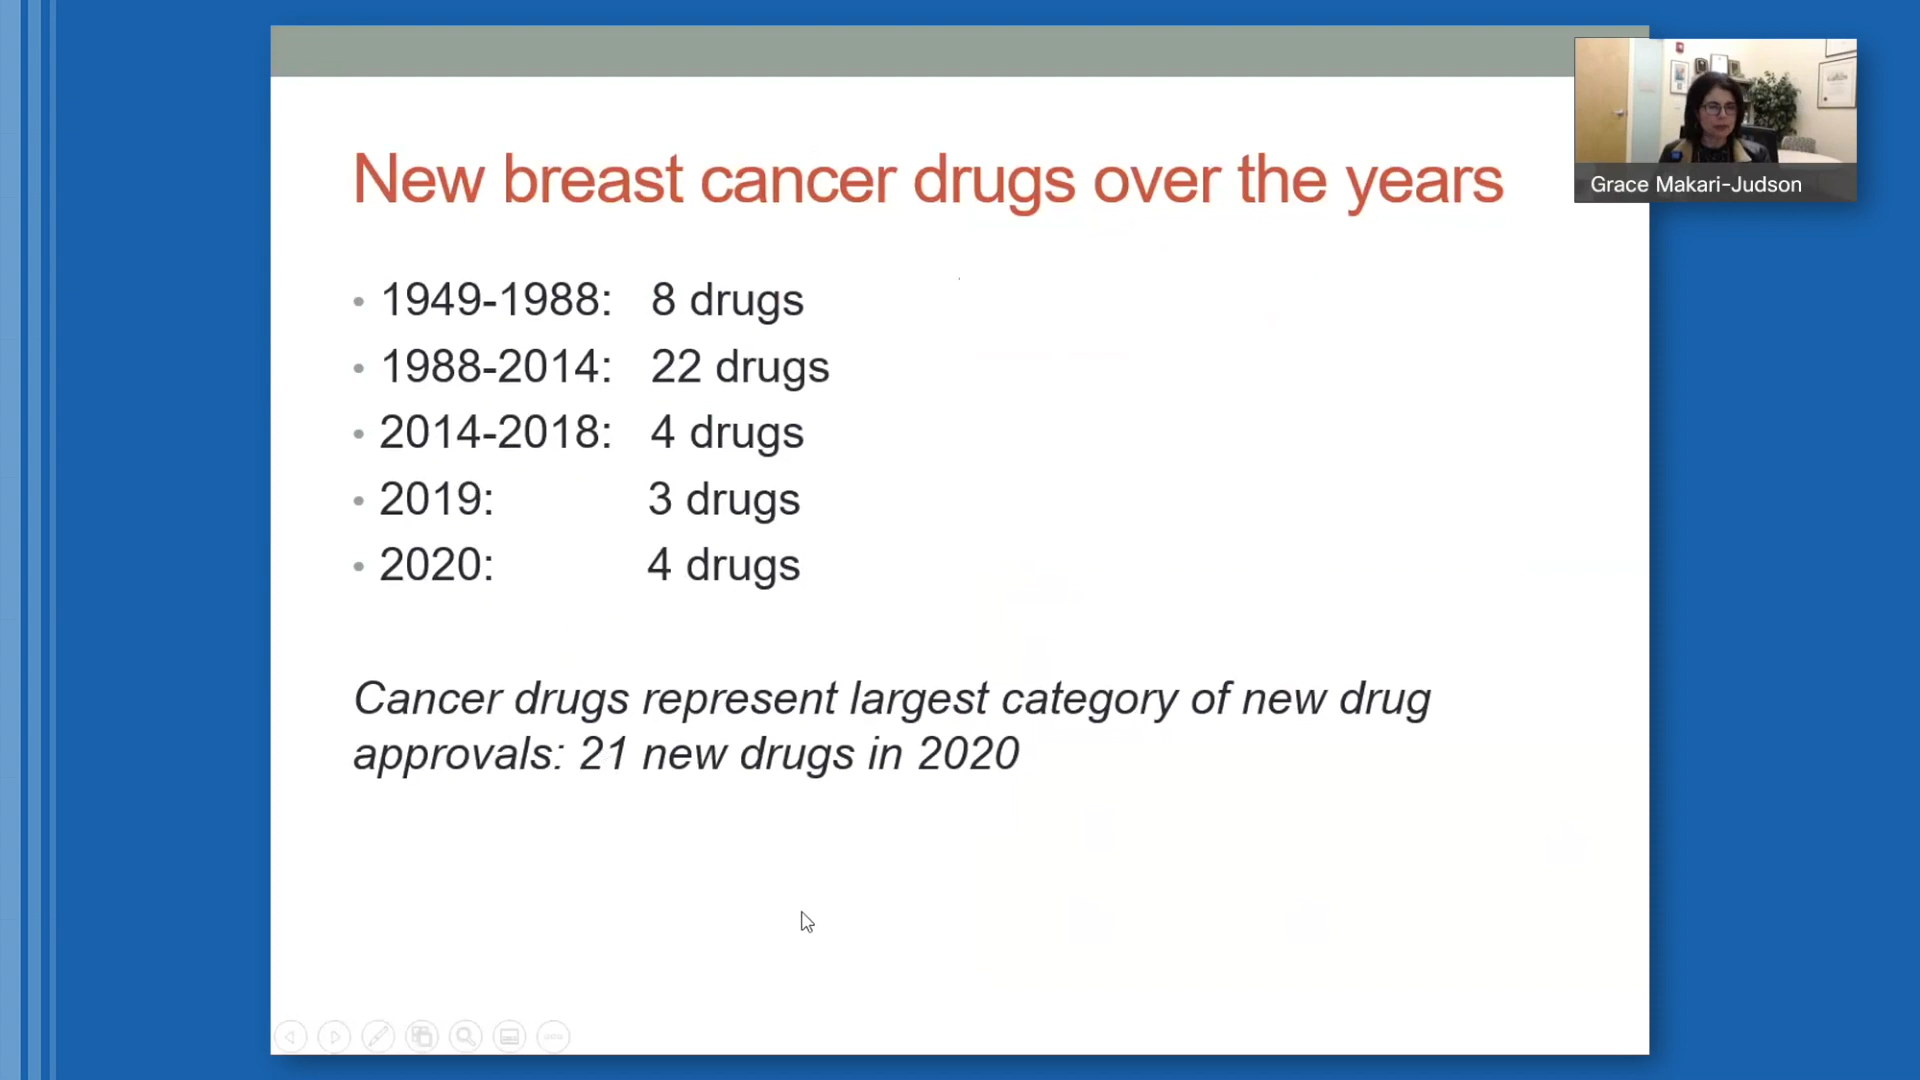 New breast cancer drugs over the years
Grace Makari-Judson
• 1949-1988: 8 drugs
• 1988-2014: 22 drugs
• 2014-2018: 4 drugs
• 2019: 3 drugs
• 2020: 4 drugs
Cancer drugs represent largest category of new drug
approvals: 21 new drugs in 2020